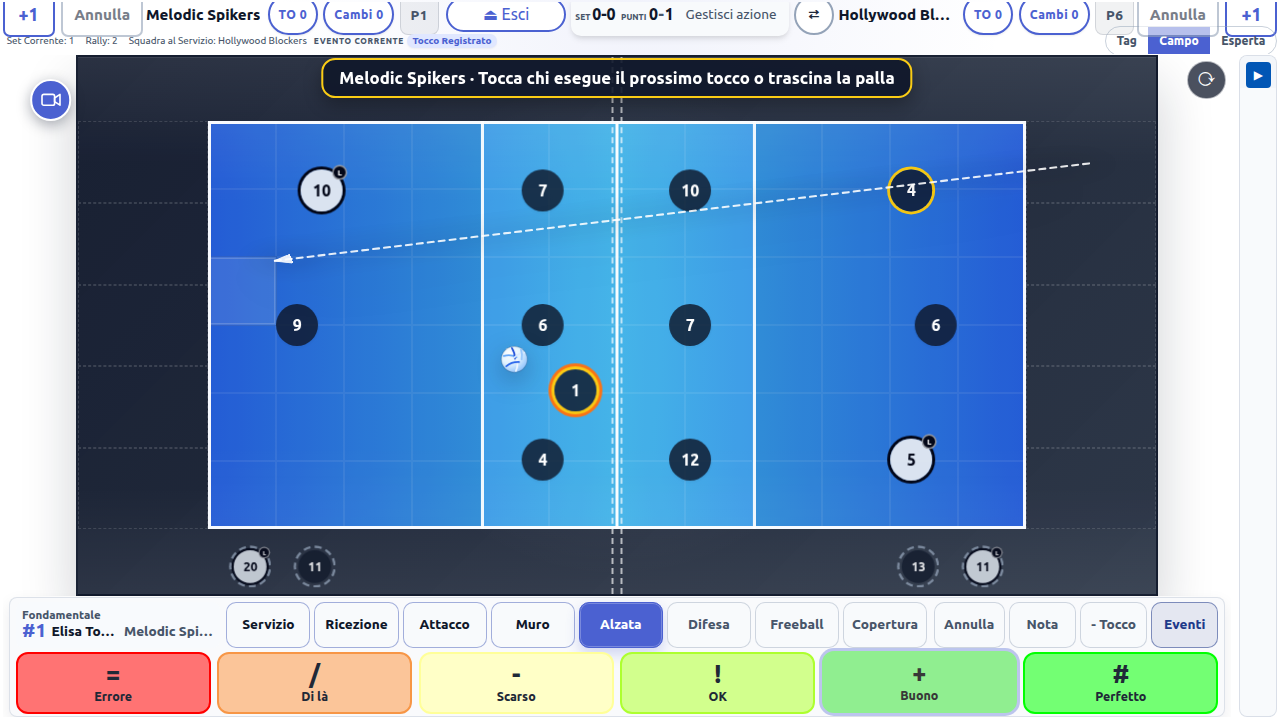 +1 Annulla Melodic Spikers TO 0 Cambi 0 P1 ⏏ Esci SET 0-0 PUNTI 0-1 Gestisci azione ⇄ Hollywood Bl... TO 0 Cambi 0 P6 Annulla +1
Set Corrente: 1 Rally: 2 Squadra al Servizio: Hollywood Blockers EVENTO CORRENTE Tocco Registrato Tag Campo Esperta
Melodic Spikers · Tocca chi esegue il prossimo tocco o trascina la palla
10 L 7 10 4
9 6 7 6
1
4 12 5 L
20 L 11 13 11 L
Fondamentale
#1 Elisa To... Melodic Spi...
Servizio Ricezione Attacco Muro Alzata Difesa Freeball Copertura Annulla Nota - Tocco Eventi
= / - ! + #
Errore Di là Scarso OK Buono Perfetto